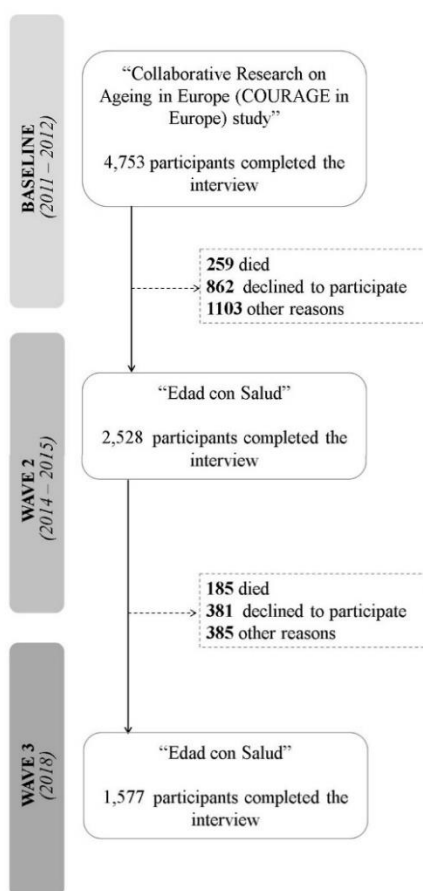 BASELINE
(2011 – 2012)
“Collaborative Research on
Ageing in Europe (COURAGE in
Europe) study”
4,753 participants completed the
interview
259 died
862 declined to participate
1103 other reasons
WAVE 2
(2014 – 2015)
“Edad con Salud”
2,528 participants completed the
interview
185 died
381 declined to participate
385 other reasons
WAVE 3
(2018)
“Edad con Salud”
1,577 participants completed the
interview